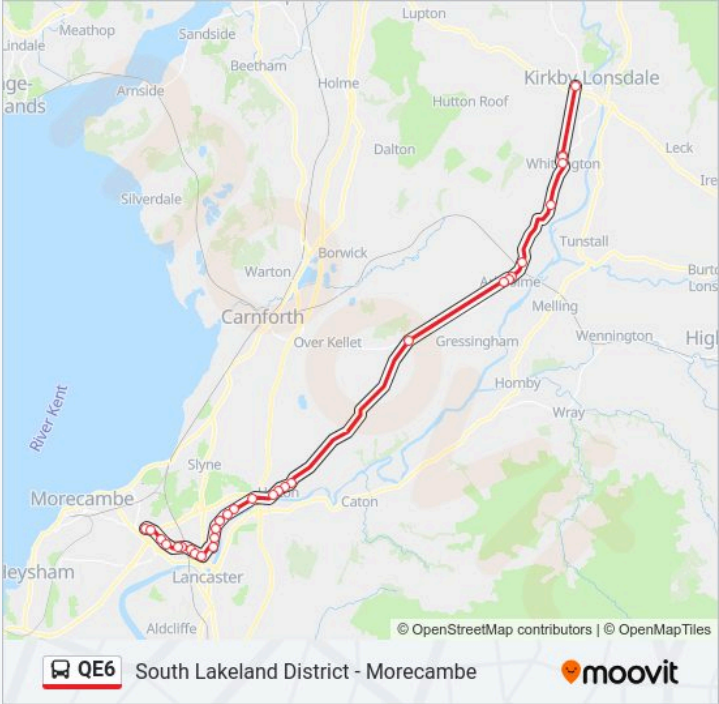 Lupton
Meathop
Sandside
Lindale
Beetham
Kirkby Lonsdale
Holme
Arnside
Hutton Roof
ands
Dalton
Leck
Whittington
Silverdale
Tunstall
Borwick
Warton
Melling
Carnforth
Over Kellet
Gressingham
Wennington
Hornby
Wray
River Kent
Slyne
Morecambe
Caton
Lancaster
Aldcliffe
© OpenStreetMap contributors | © OpenMapTiles
QE6
South Lakeland District - Morecambe
moovit